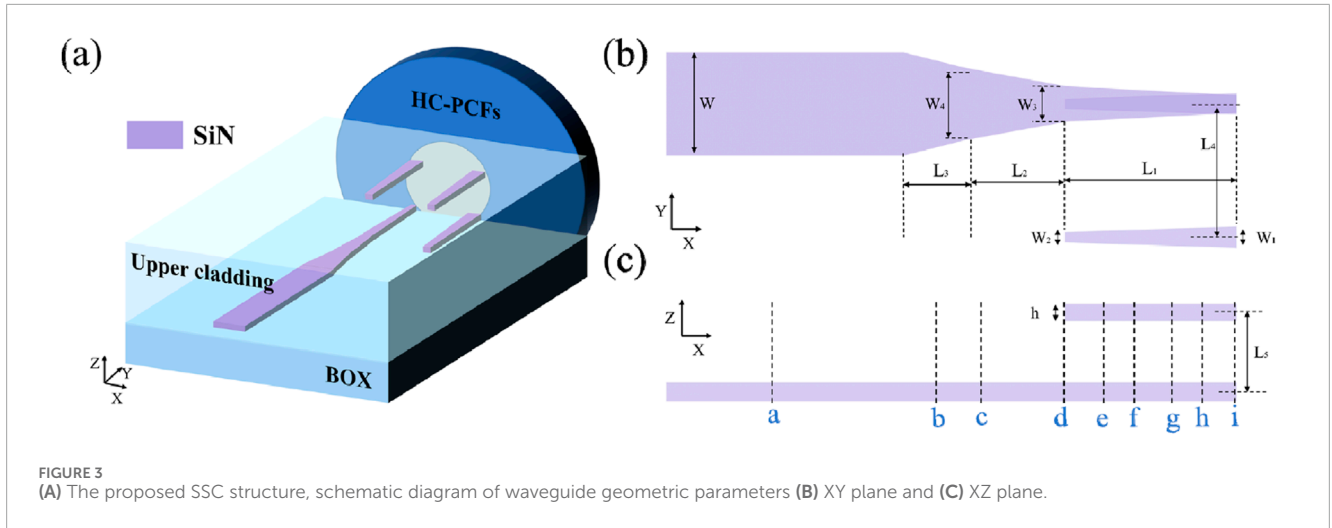 (a)
SiN
HC-PCFs
Upper cladding
BOX
Z
Y
X
(b)
W
W₄
W₃
L₃
L₂
L₁
L₄
W₂
W₁
Y
X
(c)
Z
X
h
L₅
a b c d e f g h i
FIGURE 3
(A) The proposed SSC structure, schematic diagram of waveguide geometric parameters (B) XY plane and (C) XZ plane.